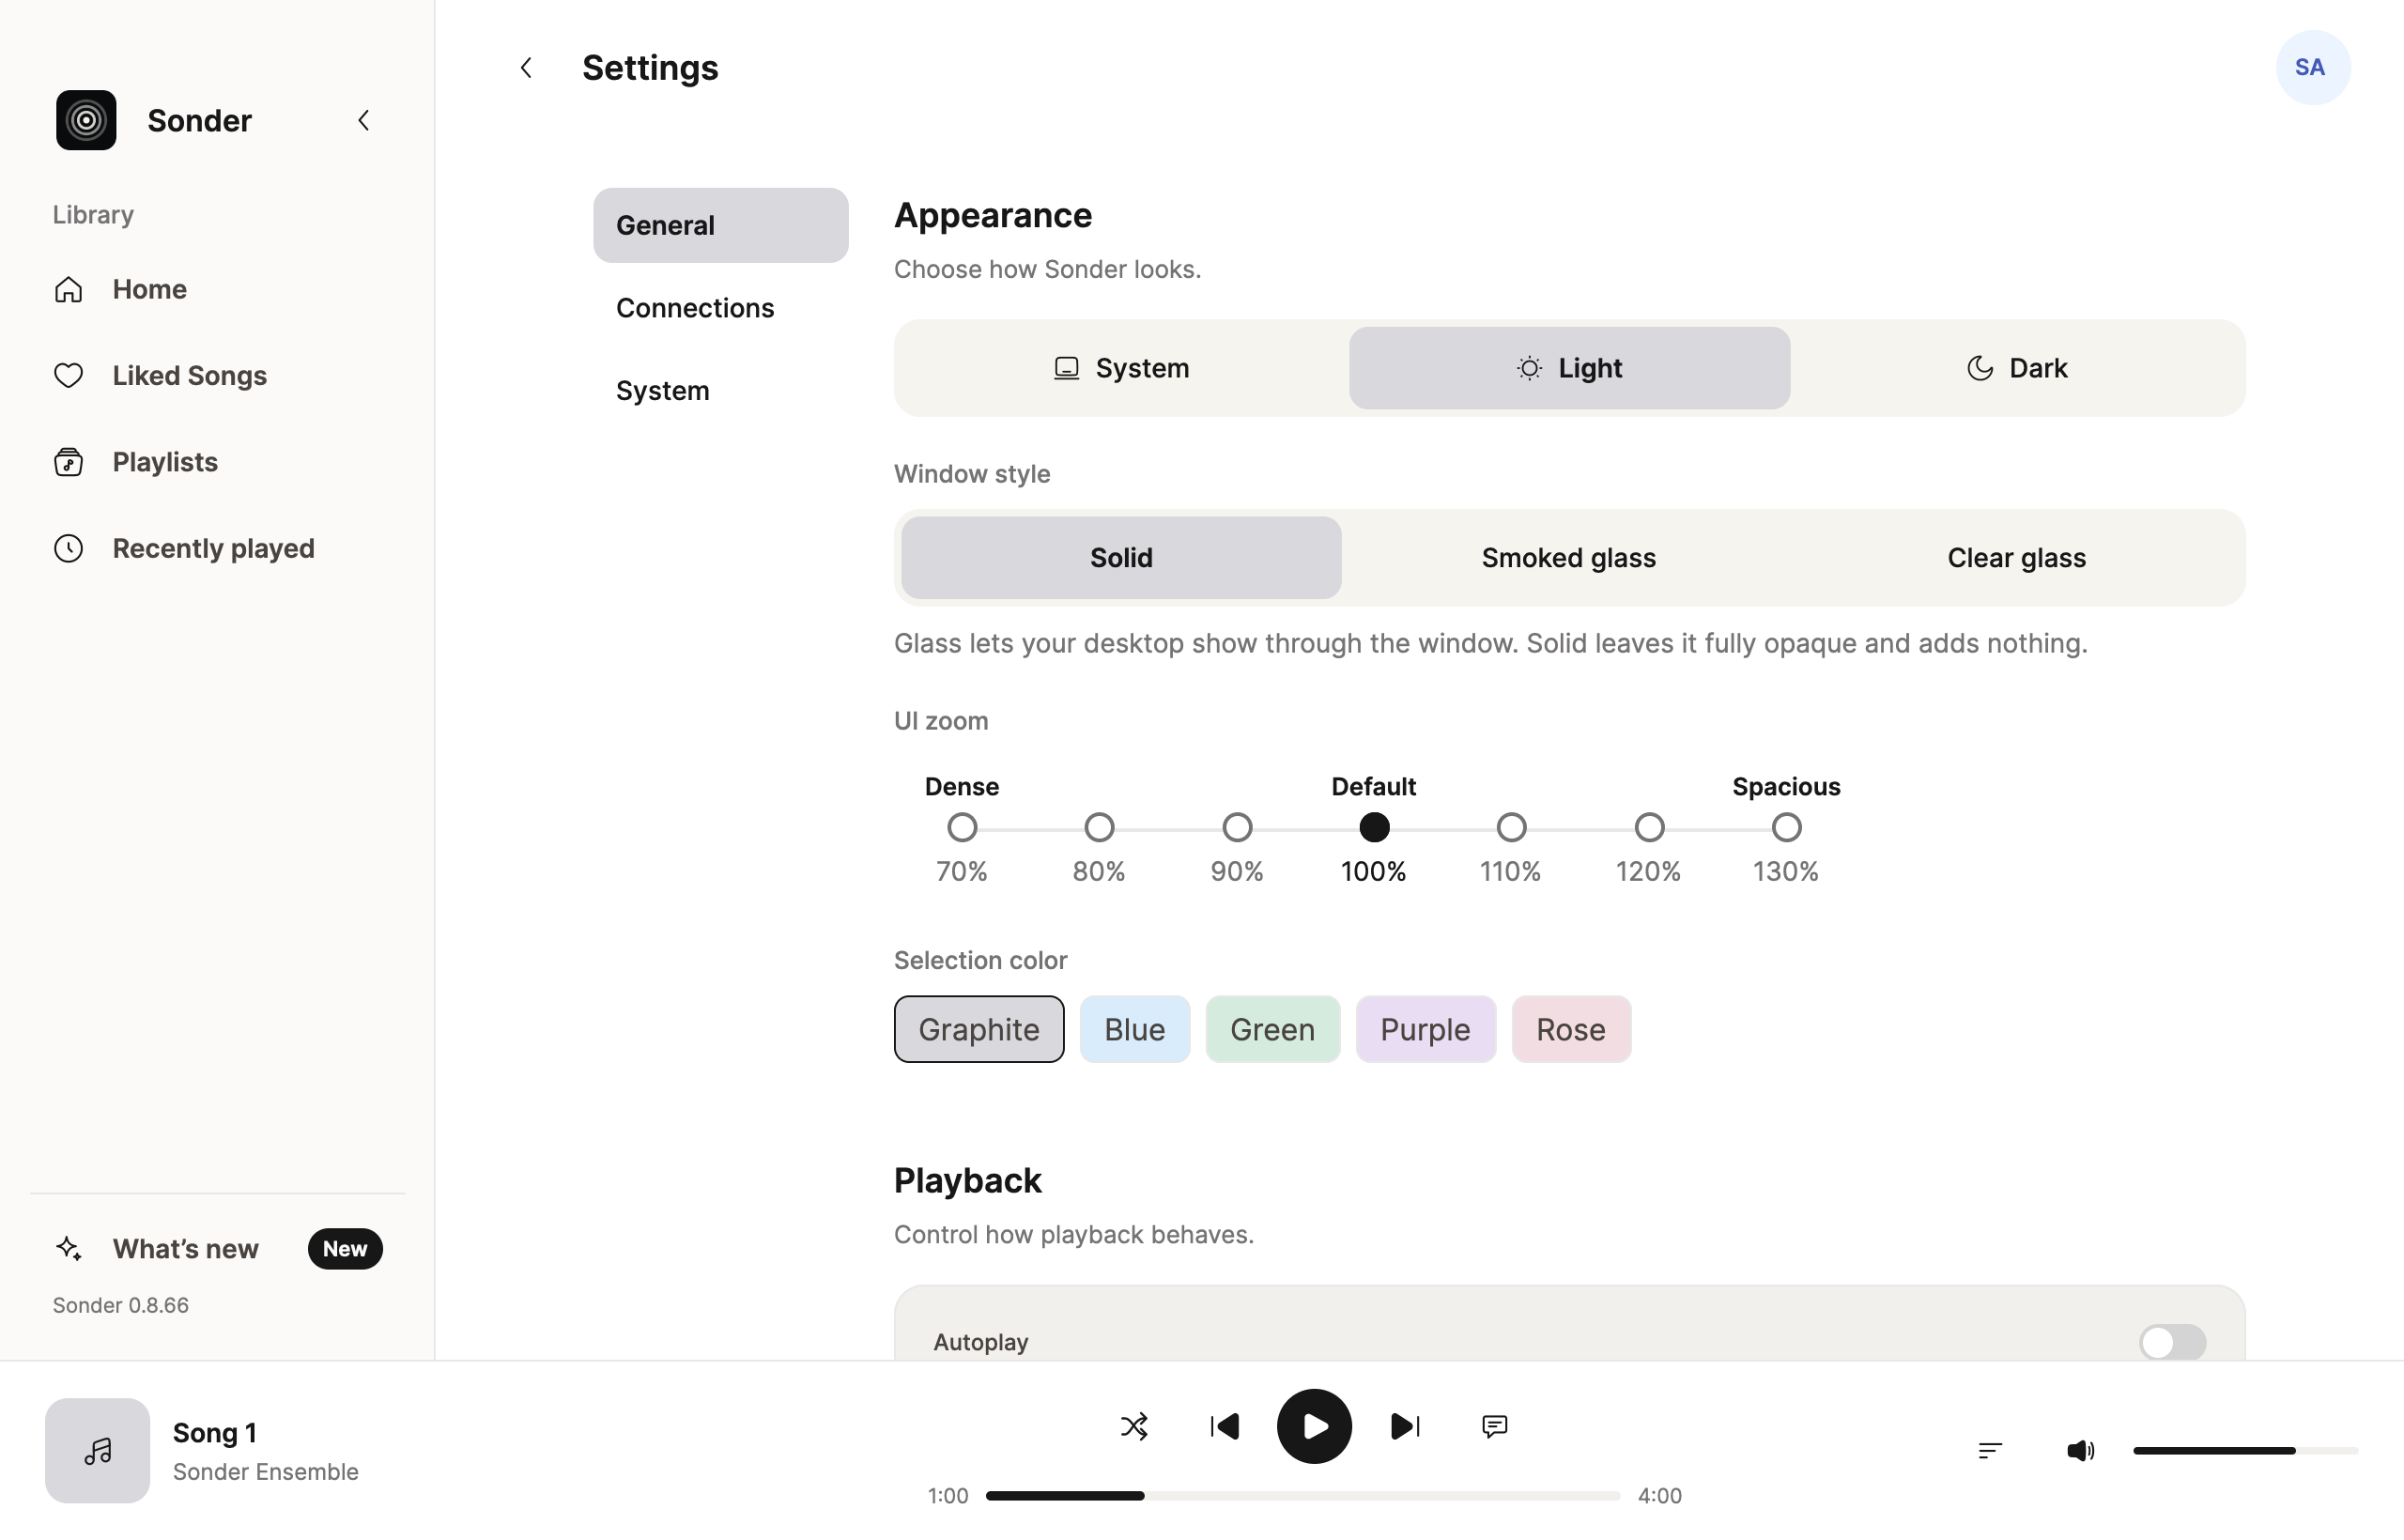 Sonder
Library
Home
Liked Songs
Playlists
Recently played
What’s new
New
Sonder 0.8.66
Settings
SA
General
Connections
System
Appearance
Choose how Sonder looks.
System
Light
Dark
Window style
Solid
Smoked glass
Clear glass
Glass lets your desktop show through the window. Solid leaves it fully opaque and adds nothing.
UI zoom
Dense
Default
Spacious
70%
80%
90%
100%
110%
120%
130%
Selection color
Graphite
Blue
Green
Purple
Rose
Playback
Control how playback behaves.
Autoplay
Song 1
Sonder Ensemble
1:00
4:00